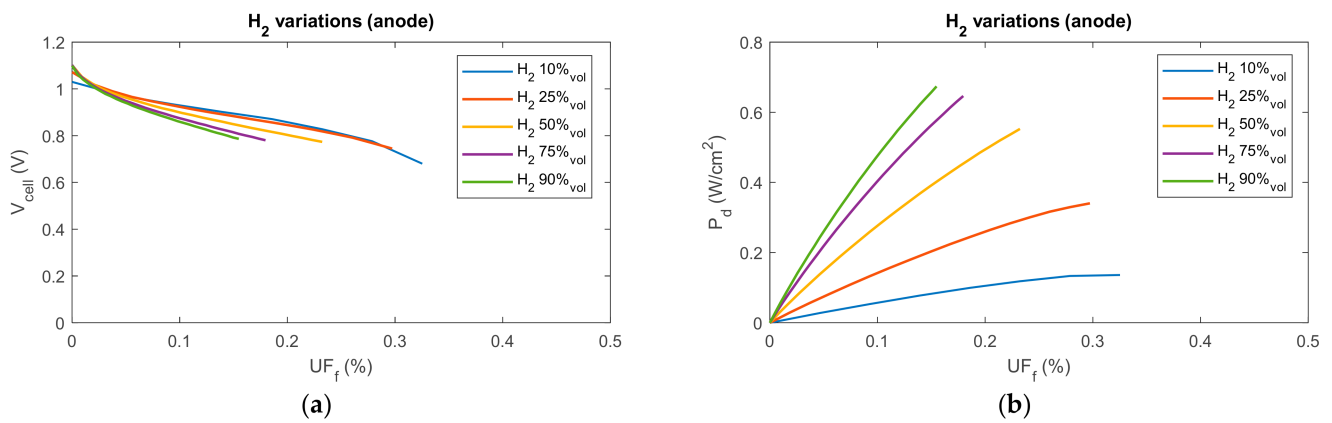 H2 variations (anode)
1.2
1
0.8
0.6
0.4
0.2
0
Vcell (V)
H2 10%vol
H2 25%vol
H2 50%vol
H2 75%vol
H2 90%vol
0 0.1 0.2 0.3 0.4 0.5
UFf (%)
(a)
H2 variations (anode)
0.8
0.6
0.4
0.2
0
Pd (W/cm2)
H2 10%vol
H2 25%vol
H2 50%vol
H2 75%vol
H2 90%vol
0 0.1 0.2 0.3 0.4 0.5
UFf (%)
(b)